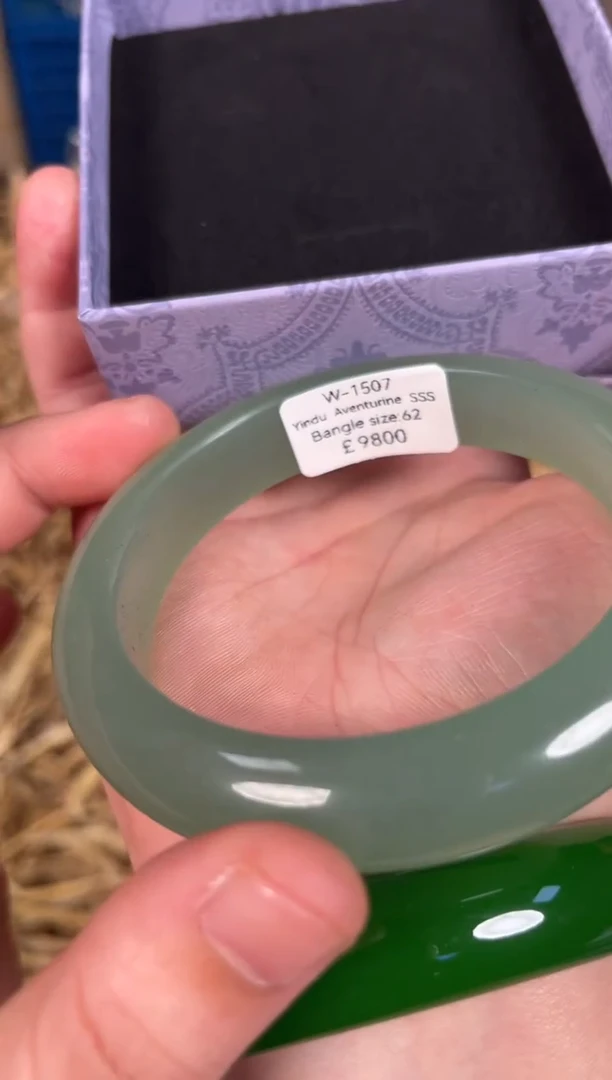 W-1507
Yindu Aventurine SSS
Bangle size:62
£9800